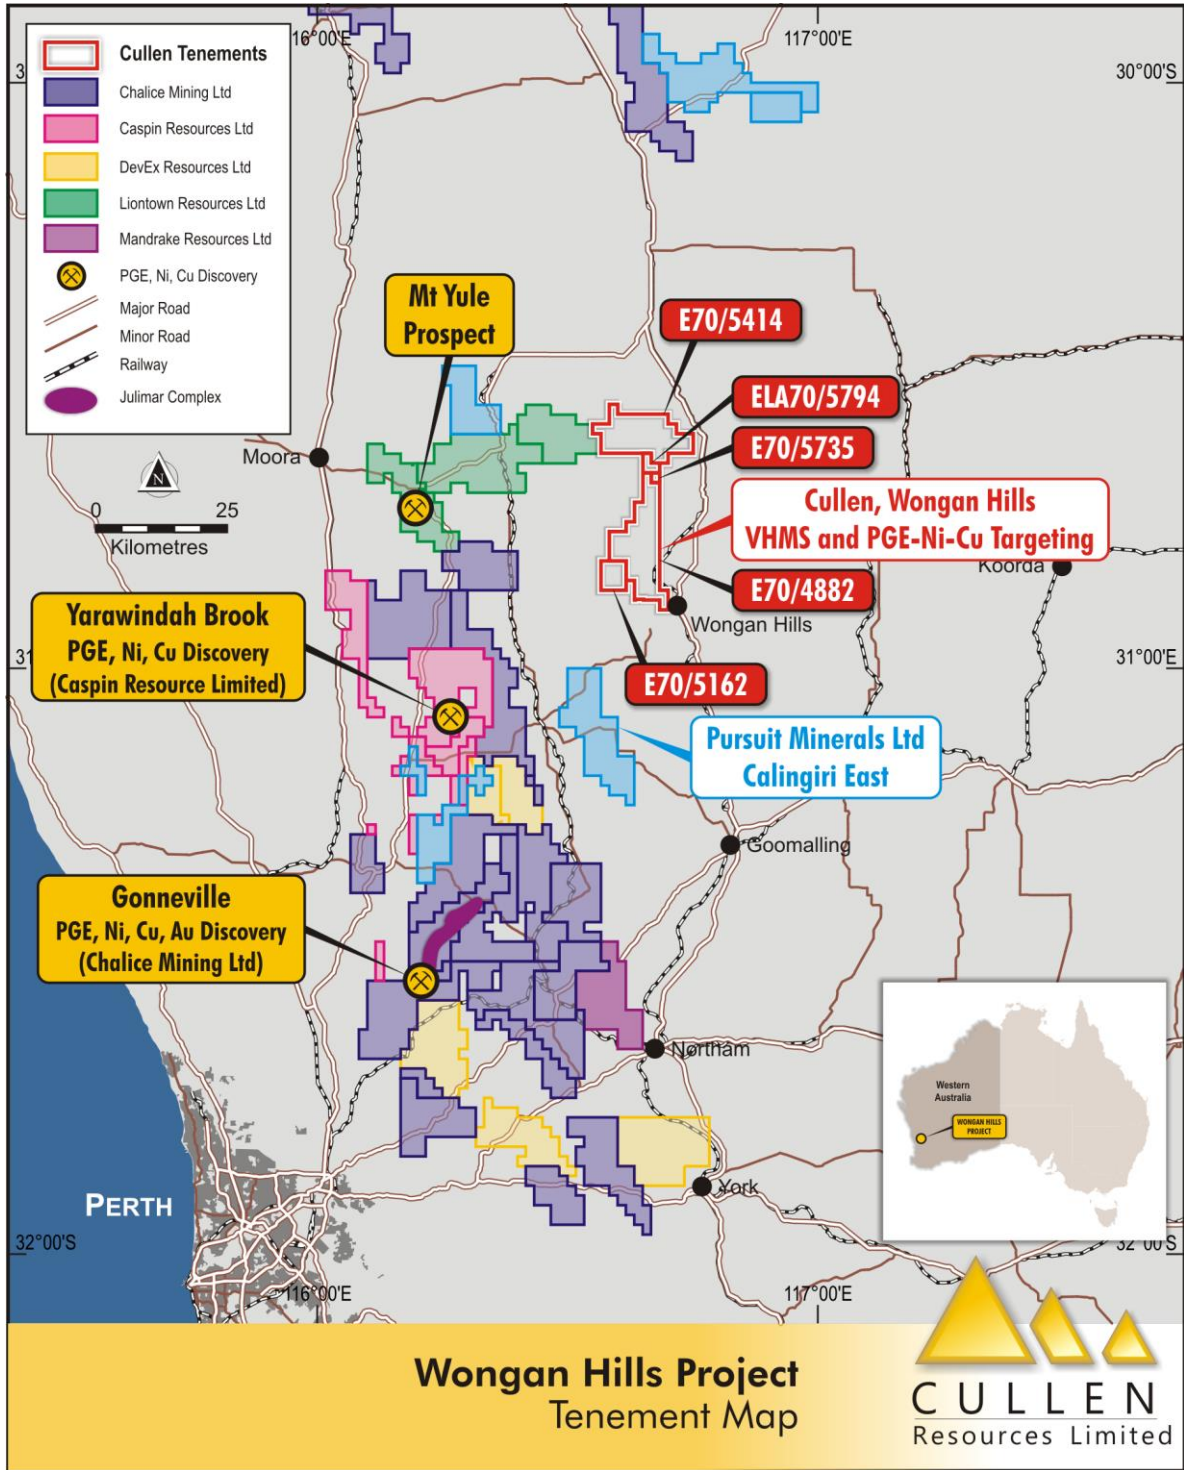 Cullen Tenements
Chalice Mining Ltd
Caspin Resources Ltd
DevEx Resources Ltd
Liontown Resources Ltd
Mandrake Resources Ltd
PGE, Ni, Cu Discovery
Major Road
Minor Road
Railway
Julimar Complex
16°00'E
117°00'E
3
30°00'S
Mt Yule
Prospect
E70/5414
ELA70/5794
E70/5735
Moora
N
0 25
Kilometres
Cullen, Wongan Hills
VHMS and PGE-Ni-Cu Targeting
Koorda
E70/4882
Wongan Hills
Yarawindah Brook
PGE, Ni, Cu Discovery
(Caspin Resource Limited)
31
31°00'E
E70/5162
Pursuit Minerals Ltd
Calingiri East
Goomalling
Gonneville
PGE, Ni, Cu, Au Discovery
(Chalice Mining Ltd)
Northam
Western
Australia
WONGAN HILLS
PROJECT
York
PERTH
32°00'S
32°00'S
116°00'E
117°00'E
Wongan Hills Project
Tenement Map
CULLEN
Resources Limited